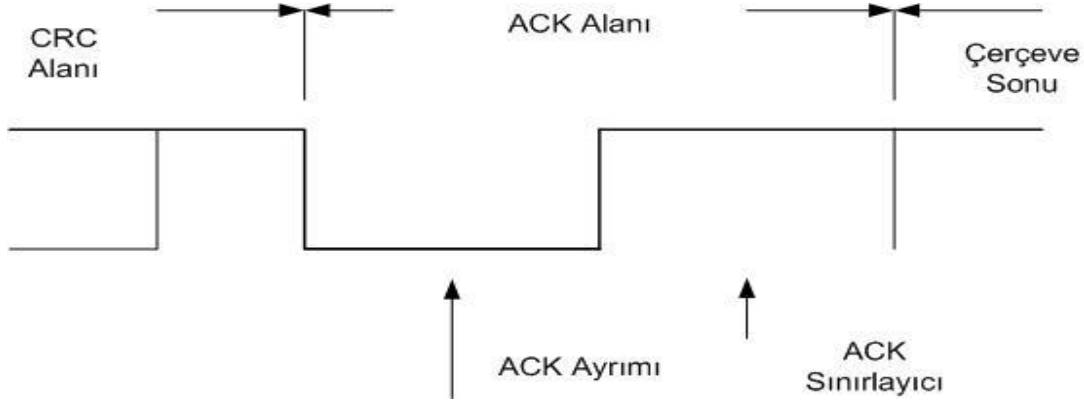 CRC
Alanı
ACK Alanı
Çerçeve
Sonu
ACK Ayrımı
ACK
Sınırlayıcı